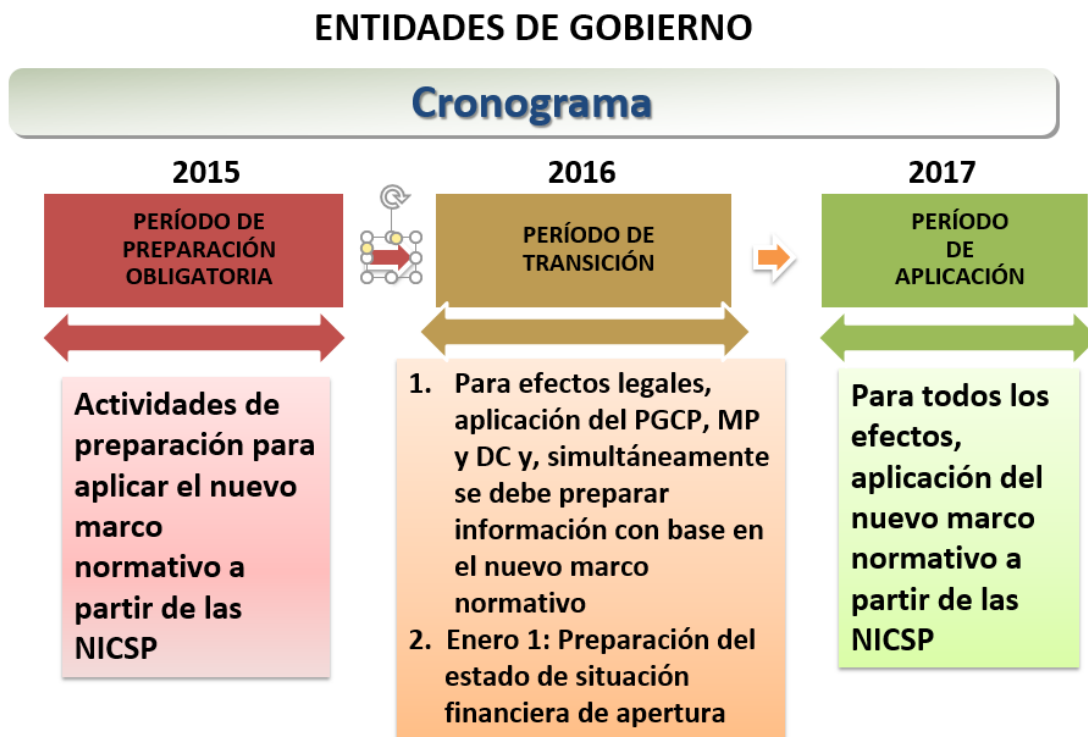 ENTIDADES DE GOBIERNO
Cronograma
2015
PERÍODO DE
PREPARACIÓN
OBLIGATORIA
Actividades de
preparación para
aplicar el nuevo
marco
normativo a
partir de las
NICSP
2016
PERÍODO DE
TRANSICIÓN
1. Para efectos legales,
aplicación del PGCP, MP
y DC y, simultáneamente
se debe preparar
información con base en
el nuevo marco
normativo
2. Enero 1: Preparación del
estado de situación
financiera de apertura
2017
PERÍODO
DE
APLICACIÓN
Para todos los
efectos,
aplicación del
nuevo marco
normativo a
partir de las
NICSP